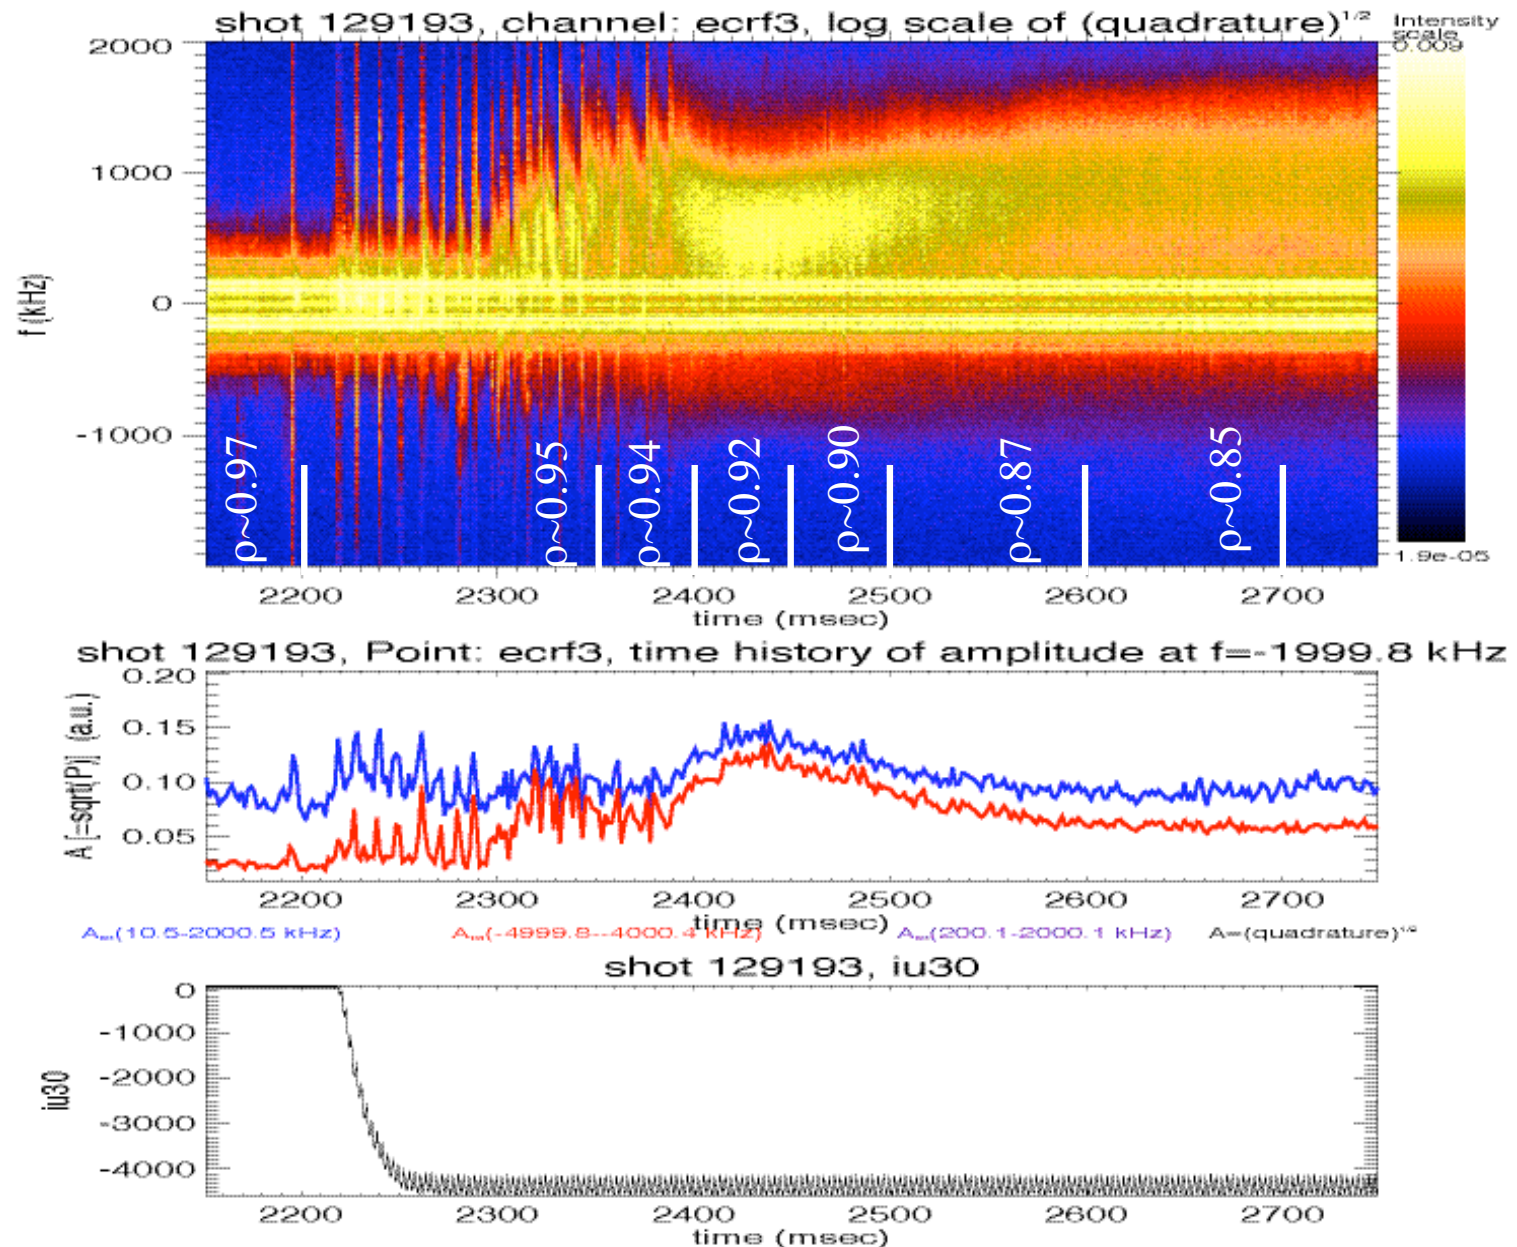 shot 129193, channel: ecrf3, log scale of (quadrature)¹/²
Intensity
scale
0.009
2000
1000
0
-1000
f (kHz)
ρ~0.97
ρ~0.95
ρ~0.94
ρ~0.92
ρ~0.90
ρ~0.87
ρ~0.85
1.9e-05
2200 2300 2400 2500 2600 2700
time (msec)
shot 129193, Point: ecrf3, time history of amplitude at f=-1999.8 kHz
0.20
0.15
0.10
0.05
A [=sqrt(P)] (a.u.)
2200 2300 2400 2500 2600 2700
time (msec)
(10.5-2000.5 kHz) (-4999.8--4000.4 kHz) (200.1-2000.1 kHz) A=(quadrature)¹/²
shot 129193, iu30
0
-1000
-2000
-3000
-4000
iu30
2200 2300 2400 2500 2600 2700
time (msec)